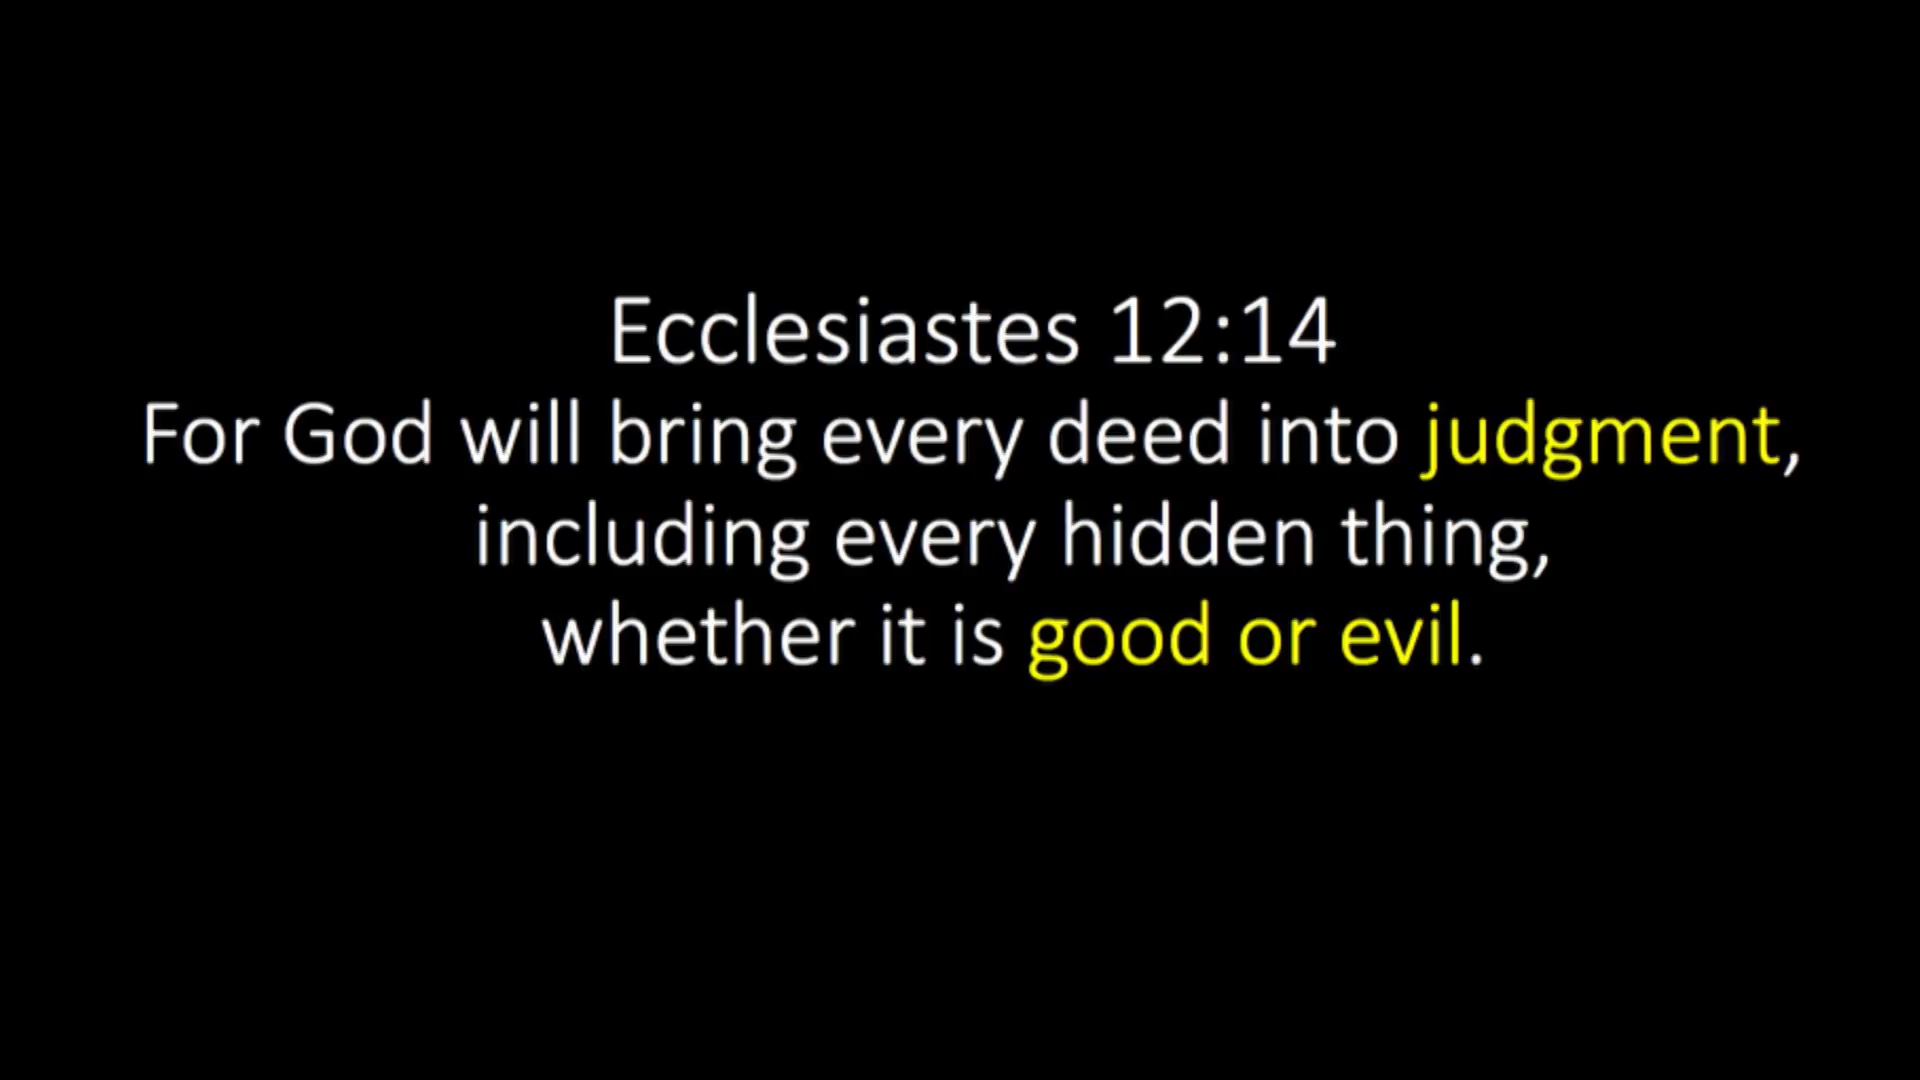 Ecclesiastes 12:14
For God will bring every deed into judgment,
including every hidden thing,
whether it is good or evil.